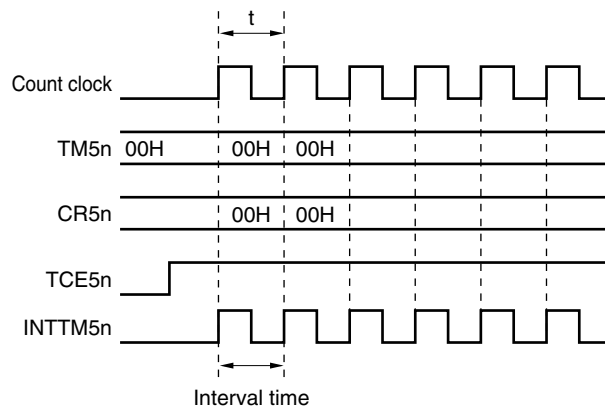 t
Count clock
TM5n 00H 00H 00H
CR5n 00H 00H
TCE5n
INTTM5n
Interval time